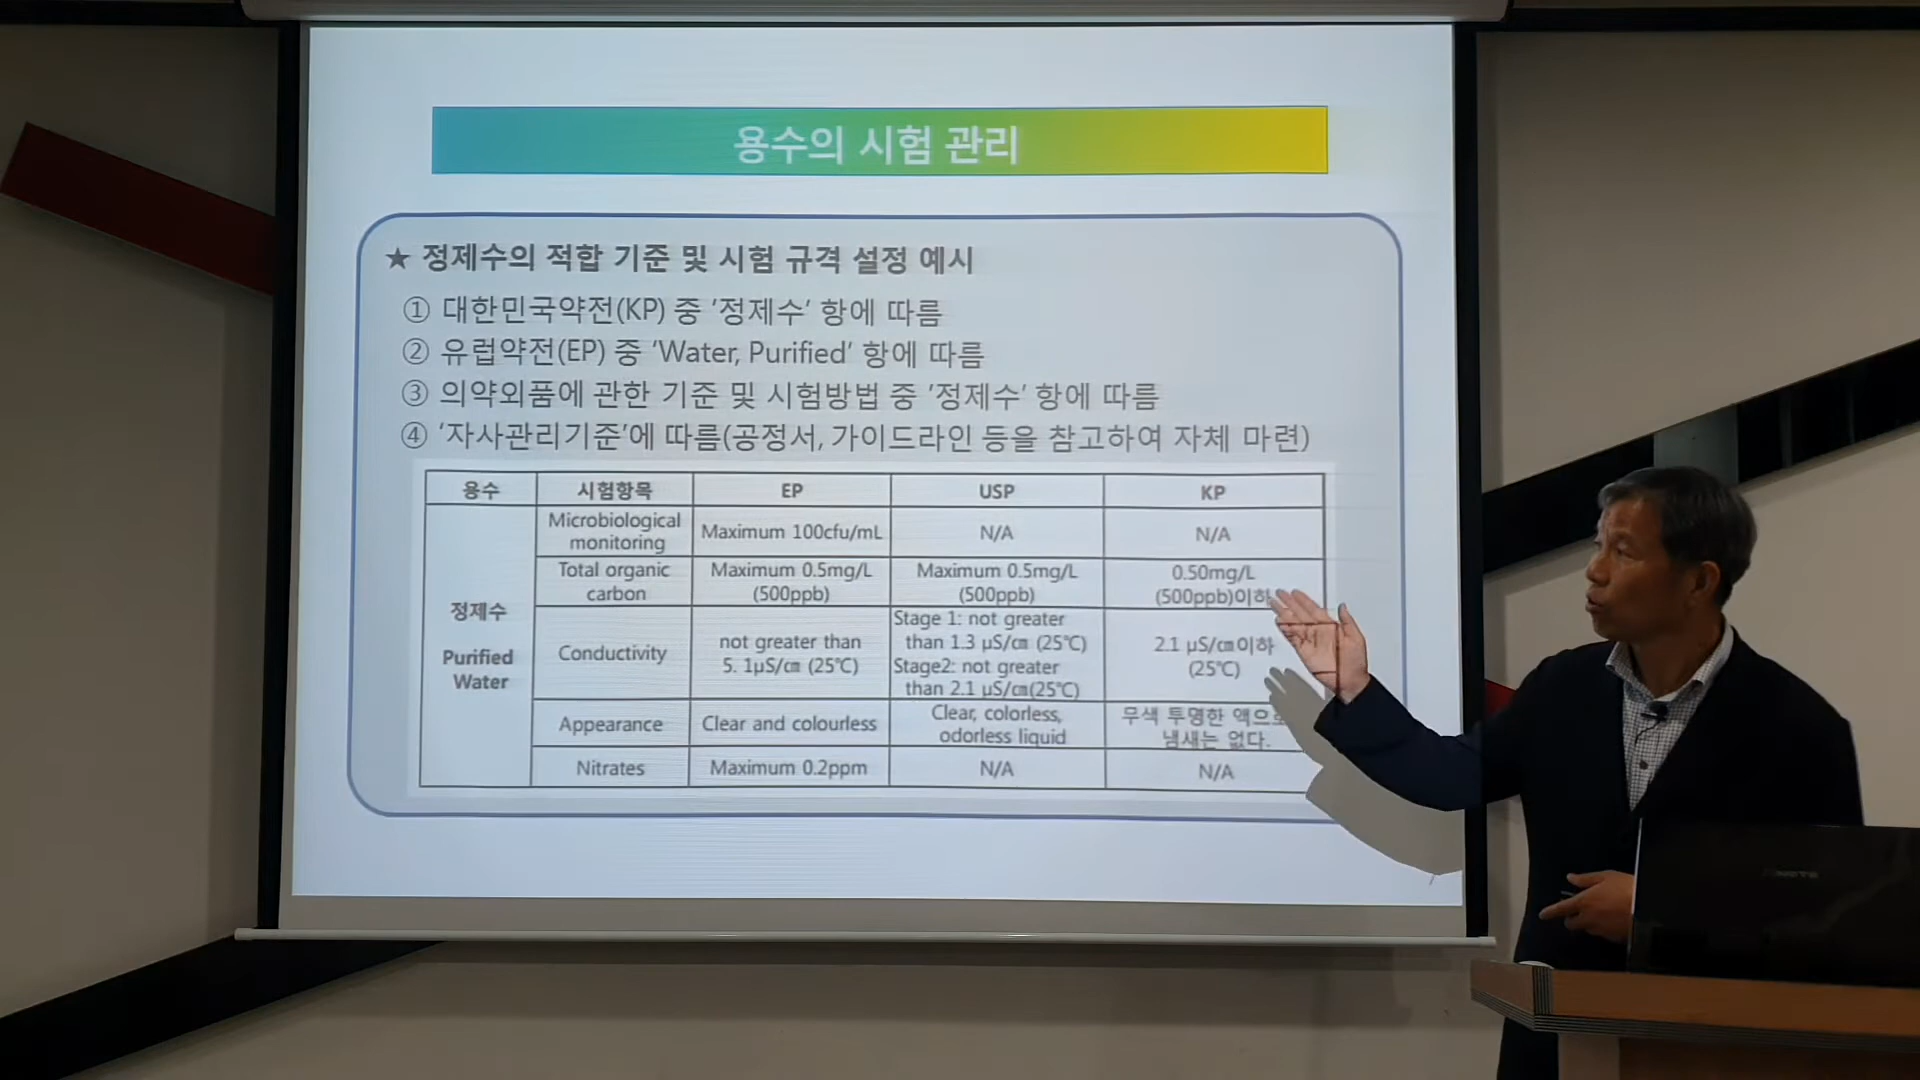 용수의 시험 관리
★ 정제수의 적합 기준 및 시험 규격 설정 예시
① 대한민국약전(KP) 중 ‘정제수’ 항에 따름
② 유럽약전(EP) 중 ‘Water, Purified’ 항에 따름
③ 의약외품에 관한 기준 및 시험방법 중 ‘정제수’ 항에 따름
④ ‘자사관리기준’에 따름(공정서, 가이드라인 등을 참고하여 자체 마련)
용수 시험항목 EP USP KP
정제수
Purified
Water
Microbiological
monitoring
Maximum 100cfu/mL
N/A
N/A
Total organic
carbon
Maximum 0.5mg/L
(500ppb)
Maximum 0.5mg/L
(500ppb)
0.50mg/L
(500ppb)이하
Conductivity
not greater than
5. 1µS/㎝ (25℃)
Stage 1: not greater
than 1.3 µS/㎝ (25℃)
Stage2: not greater
than 2.1 µS/㎝(25℃)
2.1 µS/㎝이하
(25℃)
Appearance
Clear and colourless
Clear, colorless,
odorless liquid
무색 투명한 액으로
냄새는 없다.
Nitrates
Maximum 0.2ppm
N/A
N/A